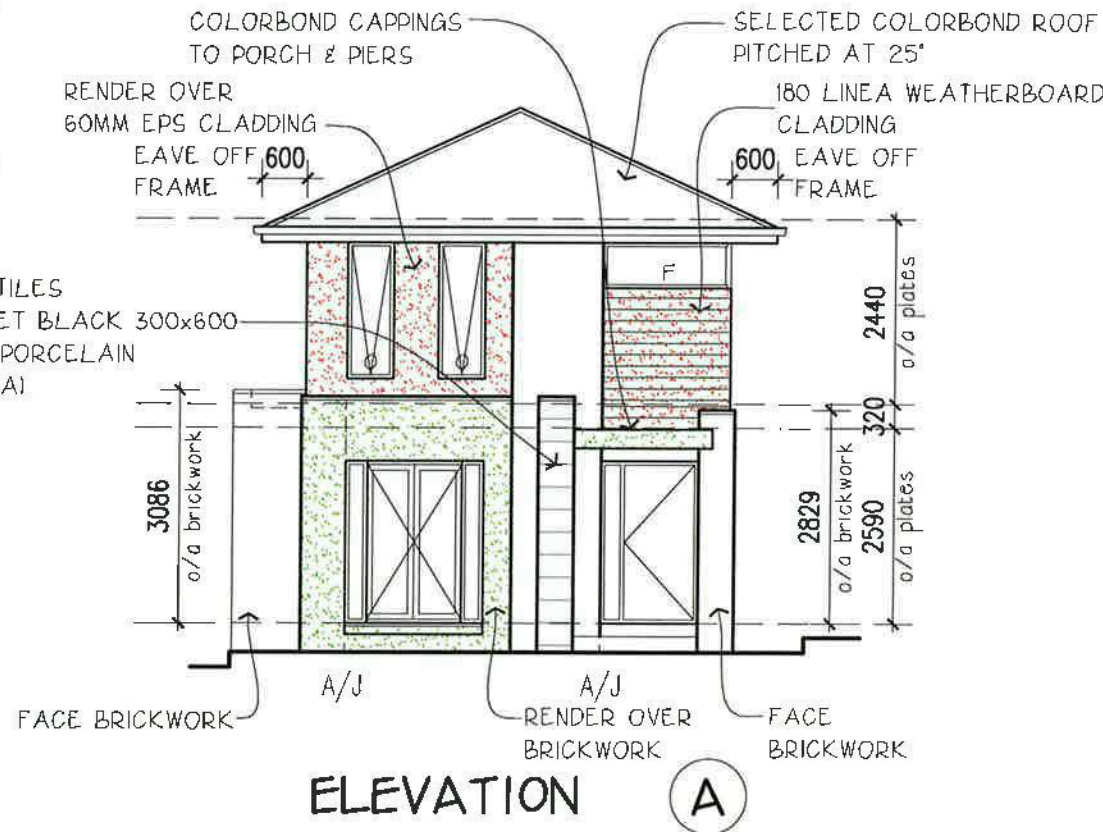 COLORBOND CAPPINGS
TO PORCH & PIERS
SELECTED COLORBOND ROOF
PITCHED AT 25°
RENDER OVER
60MM EPS CLADDING
180 LINEA WEATHERBOARD
CLADDING
EAVE OFF
FRAME
600
600
EAVE OFF
FRAME
F
TILES
ET BLACK 300x600
PORCELAIN
A)
2440
o/a plates
320
3086
o/a brickwork
2829
o/a brickwork
2590
o/a plates
A/J
A/J
FACE BRICKWORK
RENDER OVER
BRICKWORK
FACE
BRICKWORK
ELEVATION
A